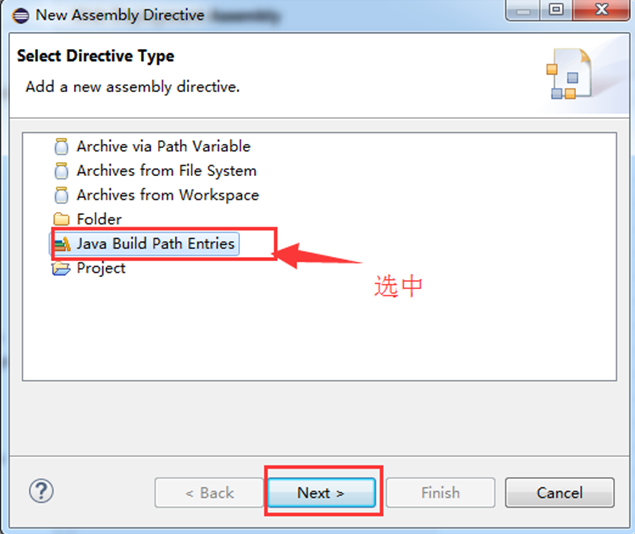 New Assembly Directive
Select Directive Type
Add a new assembly directive.
Archive via Path Variable
Archives from File System
Archives from Workspace
Folder
Java Build Path Entries
Project
选中
?
< Back
Next >
Finish
Cancel